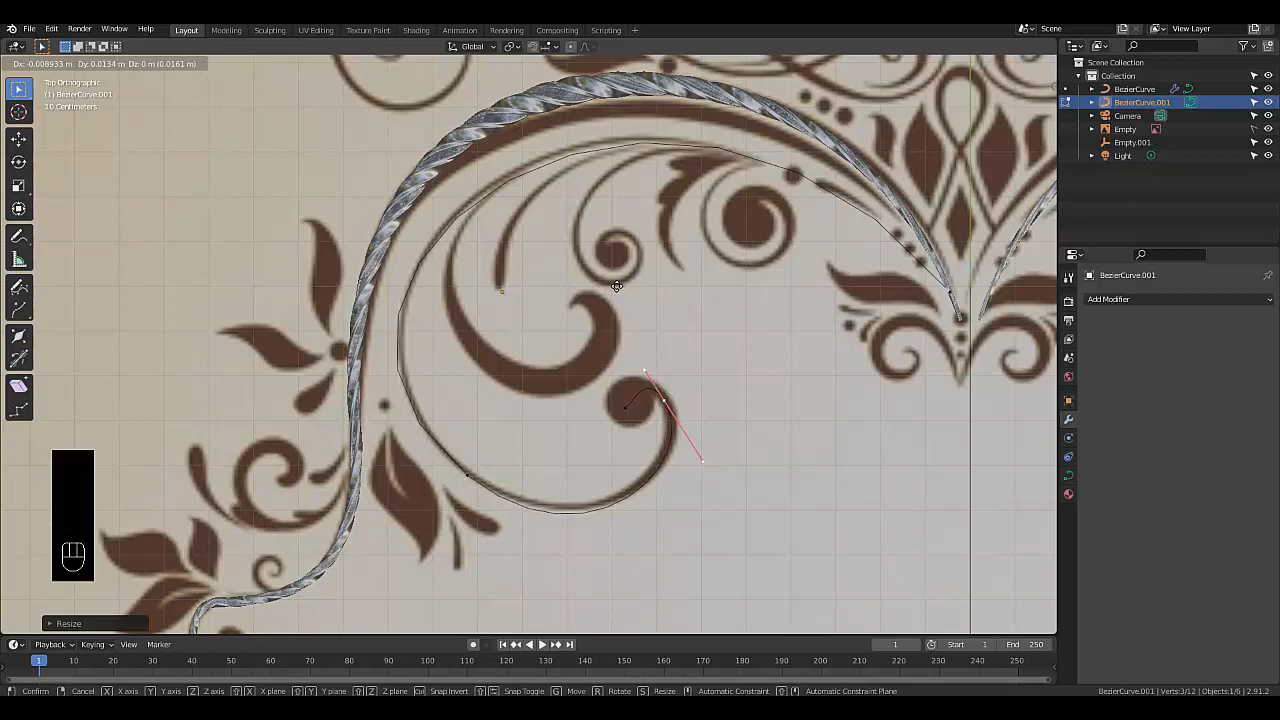 File Edit Render Window Help Layout Modeling Sculpting UV Editing Texture Paint Shading Animation Rendering Compositing Scripting + Scene View Layer
Global
Dx: -0.008933 m Dy: 0.0134 m Dz: 0 m (0.0161 m)
Top Orthographic
(1) BezierCurve.001
10 Centimeters
Scene Collection
Collection
BezierCurve
BezierCurve.001
Camera
Empty
Empty.001
Light
BezierCurve.001
Add Modifier
Resize
Playback Keying View Marker 1 Start 1 End 250
1 10 20 30 40 50 60 70 80 90 100 110 120 130 140 150 160 170 180 190 200 210 220 230 240 250
Confirm Cancel X X axis Y Y axis Z Z axis X X plane Y Y plane Z Z plane Snap Invert Snap Toggle G Move R Rotate S Resize Automatic Constraint Automatic Constraint Plane BezierCurve.001 | Verts:3/12 | Objects:1/6 | 2.91.2